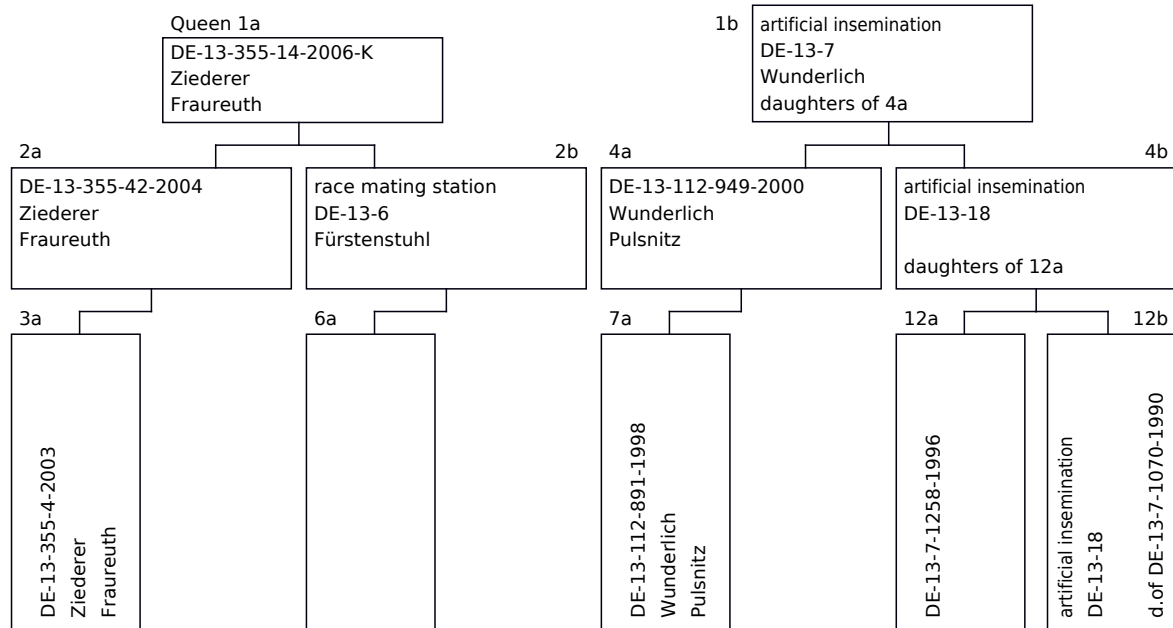 Queen 1a
DE-13-355-14-2006-K
Ziederer
Fraureuth
1b
artificial insemination
DE-13-7
Wunderlich
daughters of 4a
2a
DE-13-355-42-2004
Ziederer
Fraureuth
2b
race mating station
DE-13-6
Fürstenstuhl
4a
DE-13-112-949-2000
Wunderlich
Pulsnitz
4b
artificial insemination
DE-13-18
daughters of 12a
3a
DE-13-355-4-2003
Ziederer
Fraureuth
6a
7a
DE-13-112-891-1998
Wunderlich
Pulsnitz
12a
DE-13-7-1258-1996
12b
artificial insemination
DE-13-18
d.of DE-13-7-1070-1990